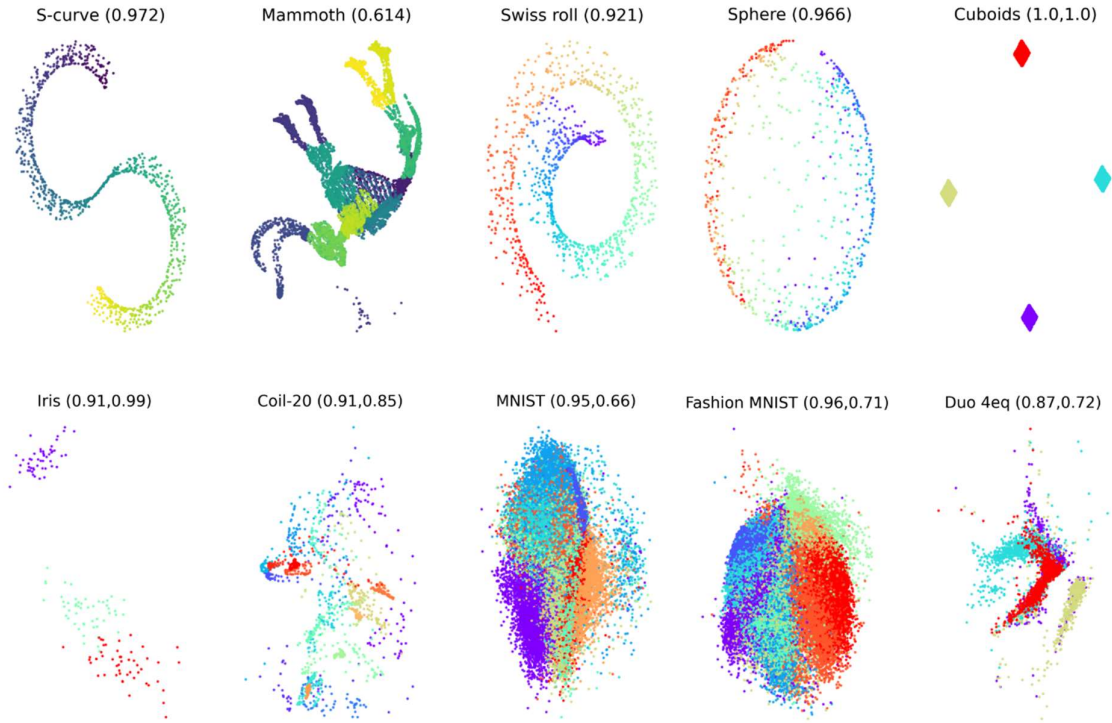 S-curve (0.972)
Mammoth (0.614)
Swiss roll (0.921)
Sphere (0.966)
Cuboids (1.0,1.0)
Iris (0.91,0.99)
Coil-20 (0.91,0.85)
MNIST (0.95,0.66)
Fashion MNIST (0.96,0.71)
Duo 4eq (0.87,0.72)